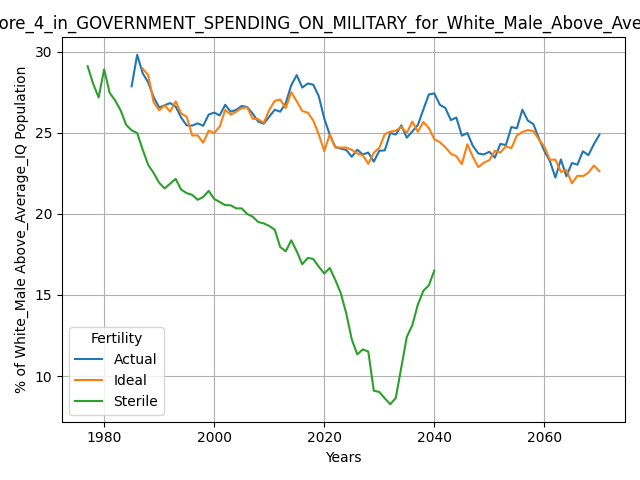 ore_4_in_GOVERNMENT_SPENDING_ON_MILITARY_for_White_Male_Above_Ave
% of White_Male Above_Average_IQ Population
30
25
20
15
10
Fertility
Actual
Ideal
Sterile
1980 2000 2020 2040 2060
Years